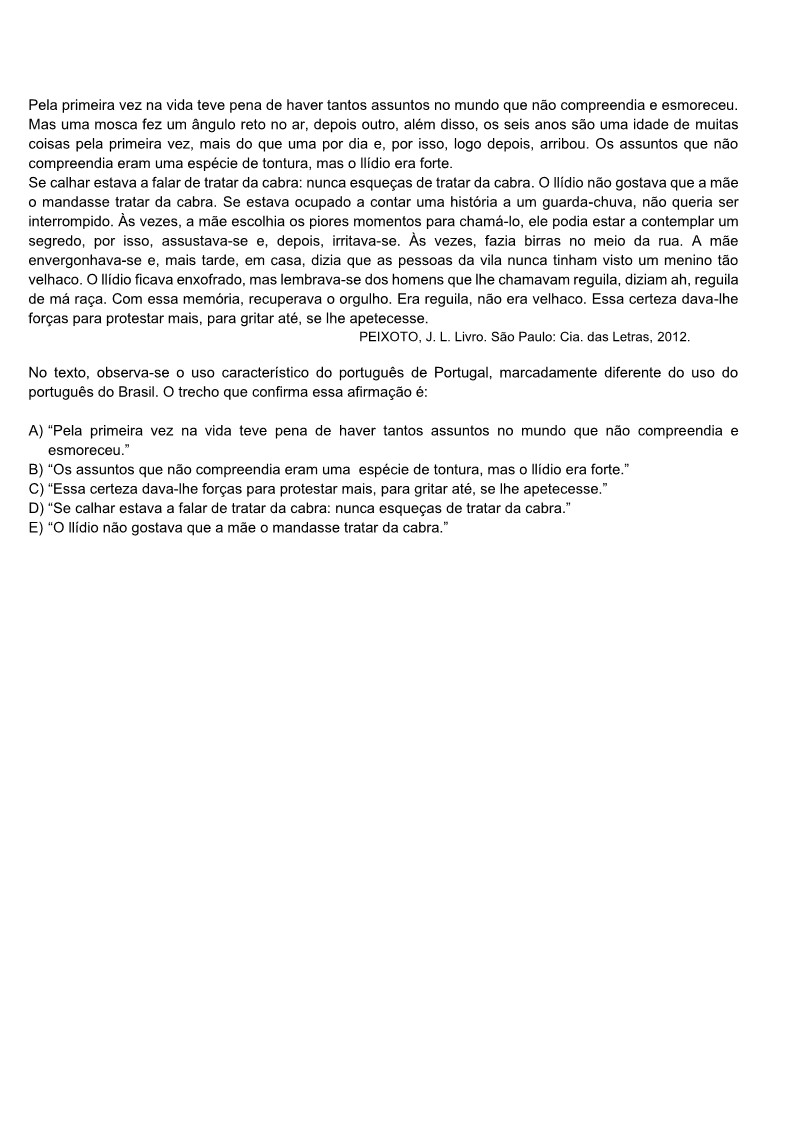 Pela primeira vez na vida teve pena de haver tantos assuntos no mundo que não compreendia e esmoreceu.
Mas uma mosca fez um ângulo reto no ar, depois outro, além disso, os seis anos são uma idade de muitas
coisas pela primeira vez, mais do que uma por dia e, por isso, logo depois, arribou. Os assuntos que não
compreendia eram uma espécie de tortura, mas o Ilídio era forte.
Se calhar estava a falar de tratar da cabra: nunca esqueças de tratar da cabra. O Ilídio não gostava que a mãe
o mandasse tratar da cabra. Se estava ocupado a contar uma história a um guarda-chuva, não queria ser
interrompido. Às vezes, a mãe escolhia os piores momentos para chamá-lo, ele podia estar a contemplar um
segredo, por isso, assustava-se e, depois, irritava-se. Às vezes, fazia birras no meio da rua. A mãe
envergonhava-se e, mais tarde, em casa, dizia que as pessoas da vila nunca tinham visto um menino tão
velhaco. O Ilídio ficava enxofrado, mas lembrava-se dos homens que lhe chamavam reguila, diziam ah, reguila
de má raça. Com essa memória, recuperava o orgulho. Era reguila, não era velhaco. Essa certeza dava-lhe
forças para protestar mais, para gritar até, se lhe apetecesse.
PEIXOTO, J. L. Livro. São Paulo: Cia. das Letras, 2012.
No texto, observa-se o uso característico do português de Portugal, marcadamente diferente do uso do
português do Brasil. O trecho que confirma essa afirmação é:
A) “Pela primeira vez na vida teve pena de haver tantos assuntos no mundo que não compreendia e
esmoreceu.”
B) “Os assuntos que não compreendia eram uma espécie de tortura, mas o Ilídio era forte.”
C) “Essa certeza dava-lhe forças para protestar mais, para gritar até, se lhe apetecesse.”
D) “Se calhar estava a falar de tratar da cabra: nunca esqueças de tratar da cabra.”
E) “O Ilídio não gostava que a mãe o mandasse tratar da cabra.”